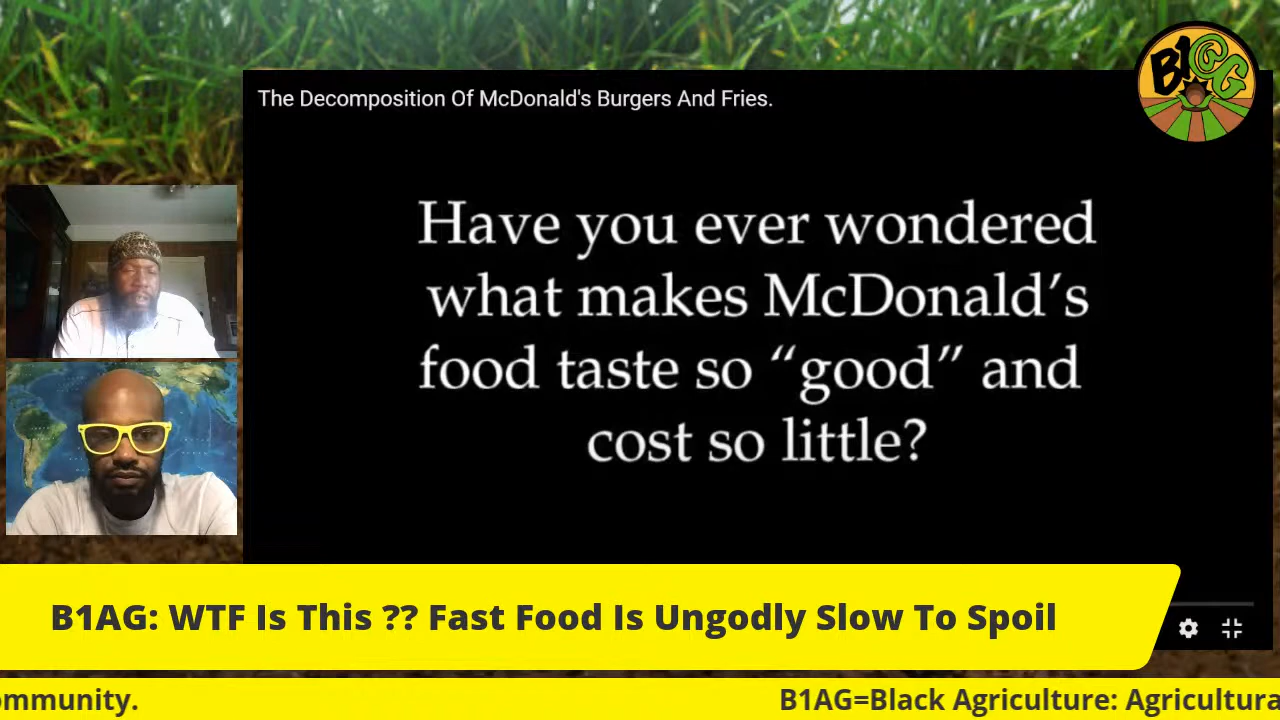 The Decomposition Of McDonald's Burgers And Fries.
B1AG
Have you ever wondered
what makes McDonald’s
food taste so “good” and
cost so little?
B1AG: WTF Is This ?? Fast Food Is Ungodly Slow To Spoil
ommunity.
B1AG=Black Agriculture: Agricultura